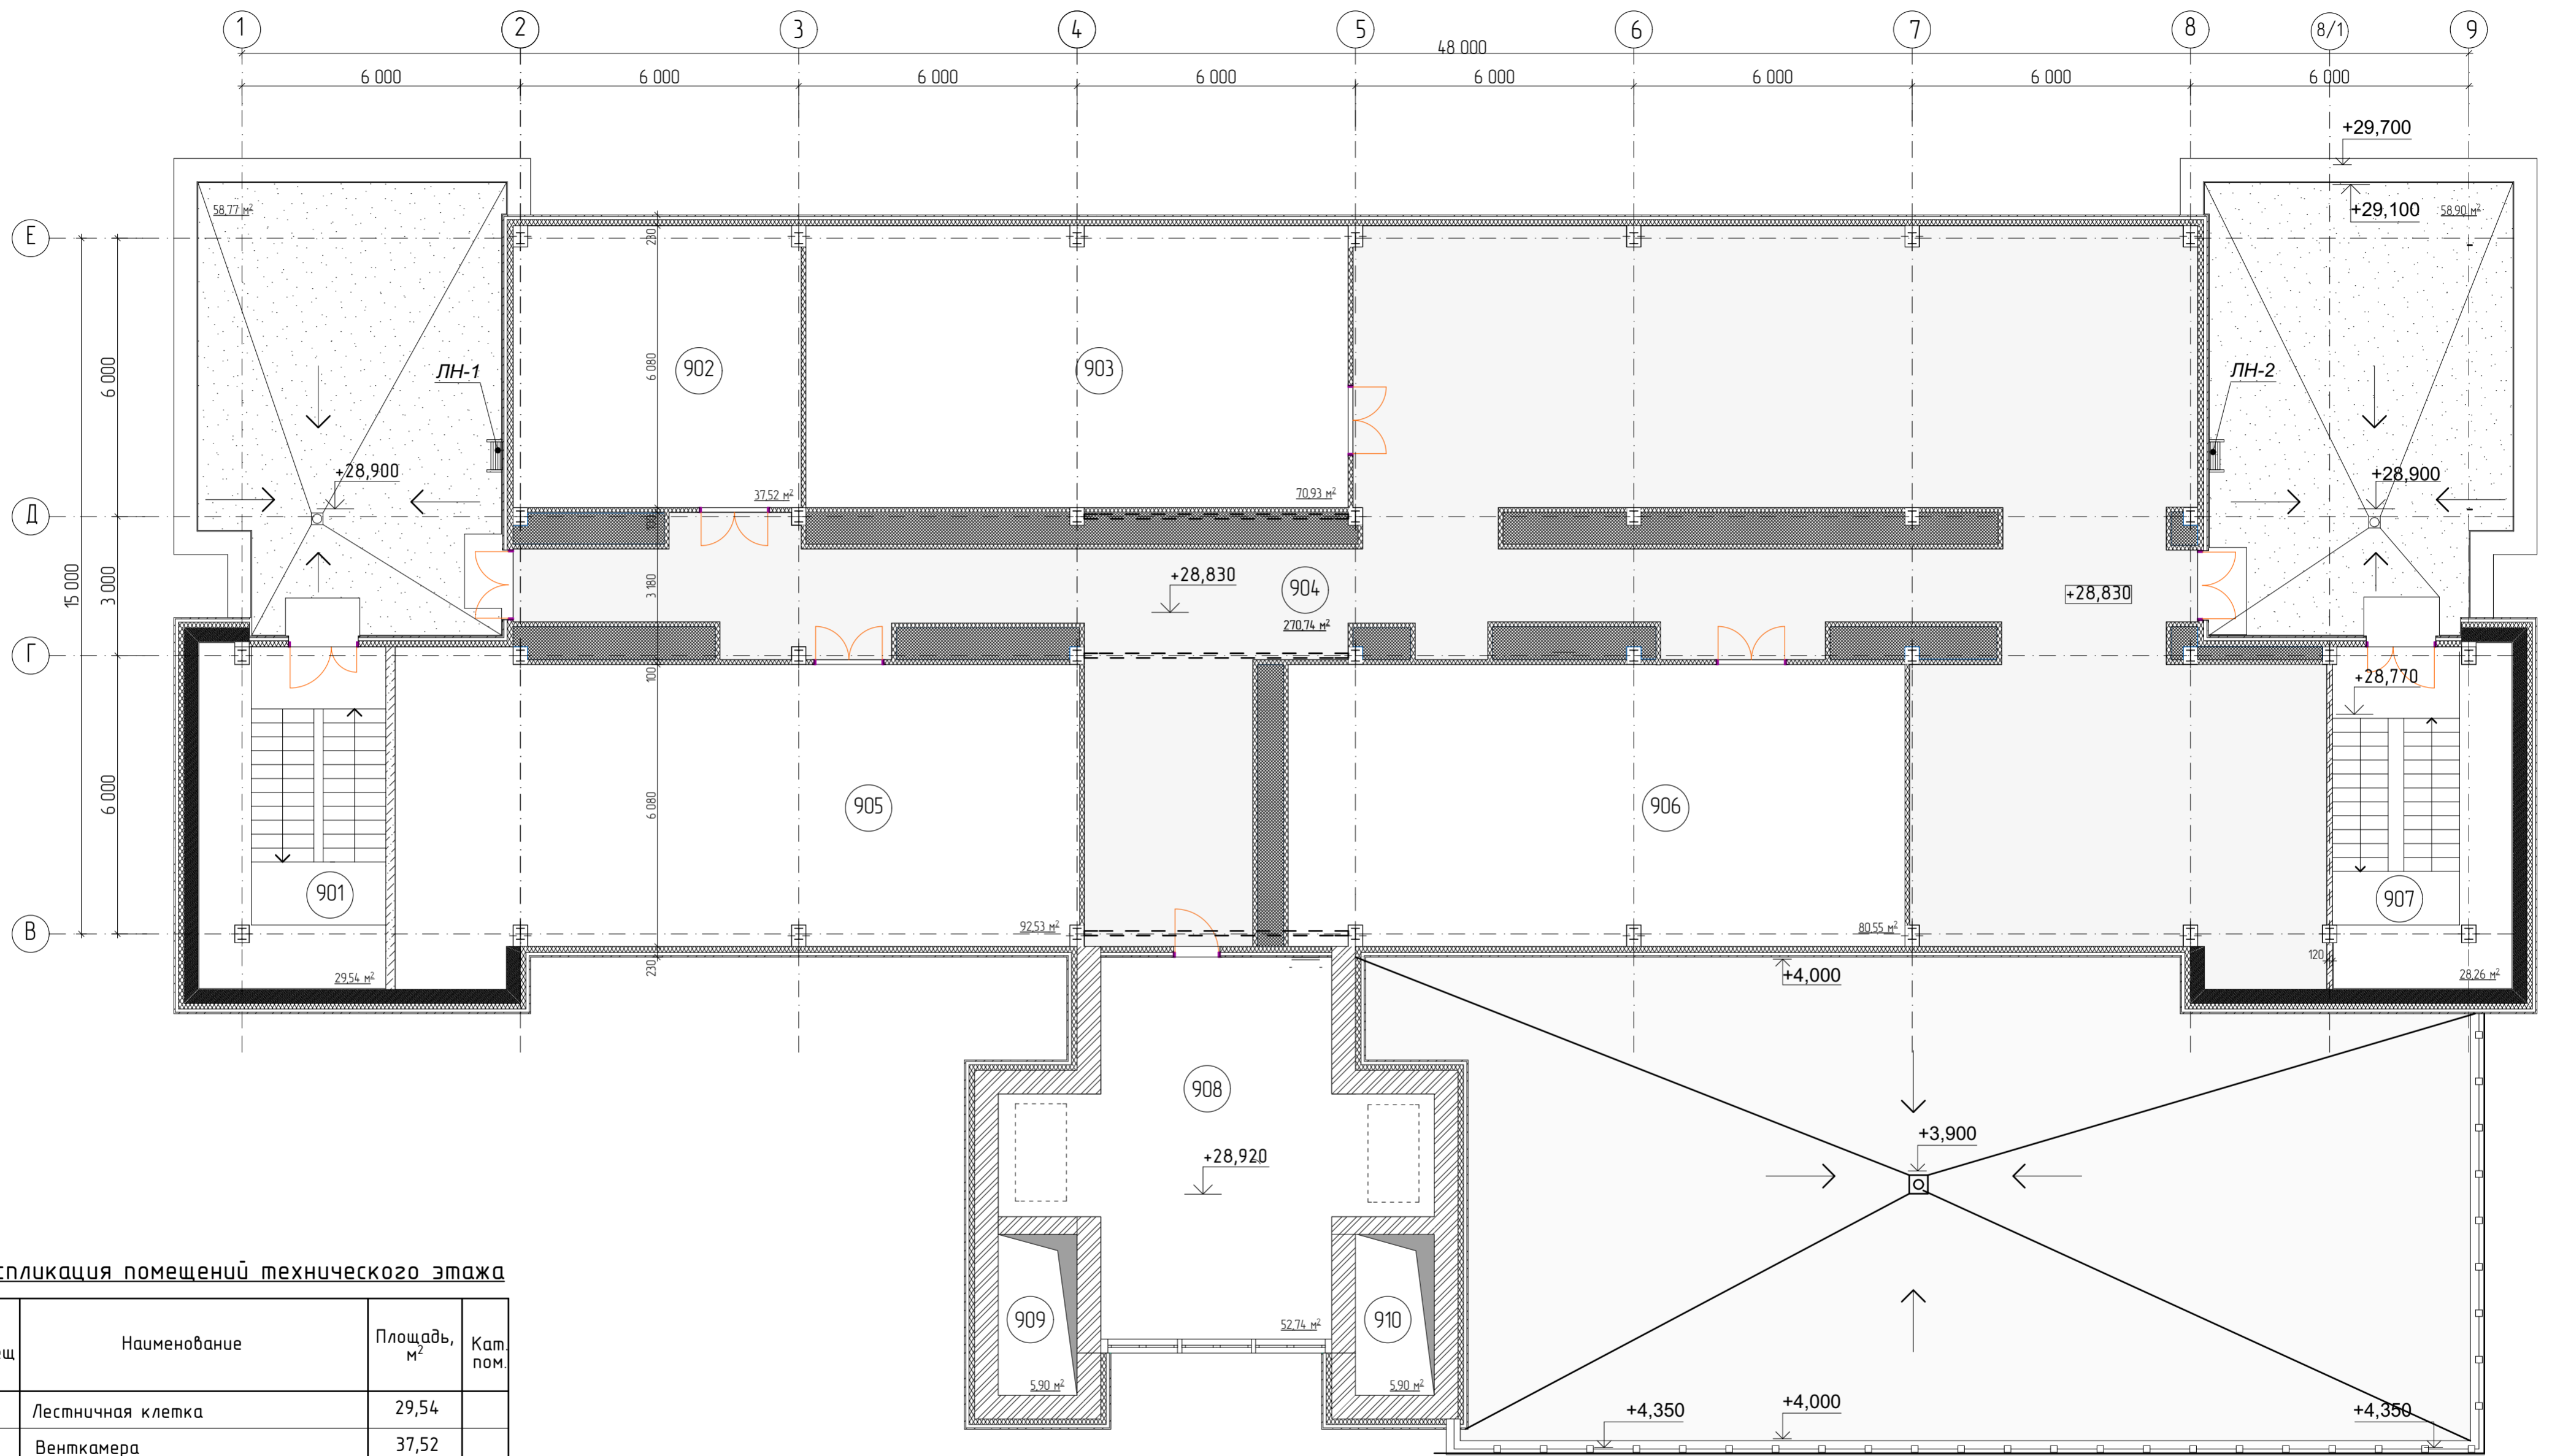 1 2 3 4 5 6 7 8 8/1 9
48 000
6 000 6 000 6 000 6 000 6 000 6 000 6 000 6 000
+29,700
58,77 м²
+29,100 58,90 м²
Е
230
6 000
6 080
902
903
ЛН-1
ЛН-2
+28,900
+28,900
37,52 м²
70,93 м²
Д
100
15 000
3 000
3 180
+28,830
904
+28,830
270,74 м²
Г
100
+28,770
6 000
6 080
905
906
901
907
92,53 м²
80,55 м²
В
230
29,54 м²
120
28,26 м²
+4,000
908
+3,900
+28,920
909
910
52,74 м²
5,90 м²
5,90 м²
+4,350
+4,000
+4,350
спликация помещений технического этажа
щ Наименование Площадь, м² Кат. пом.
Лестничная клетка 29,54
Венткамера 37,52